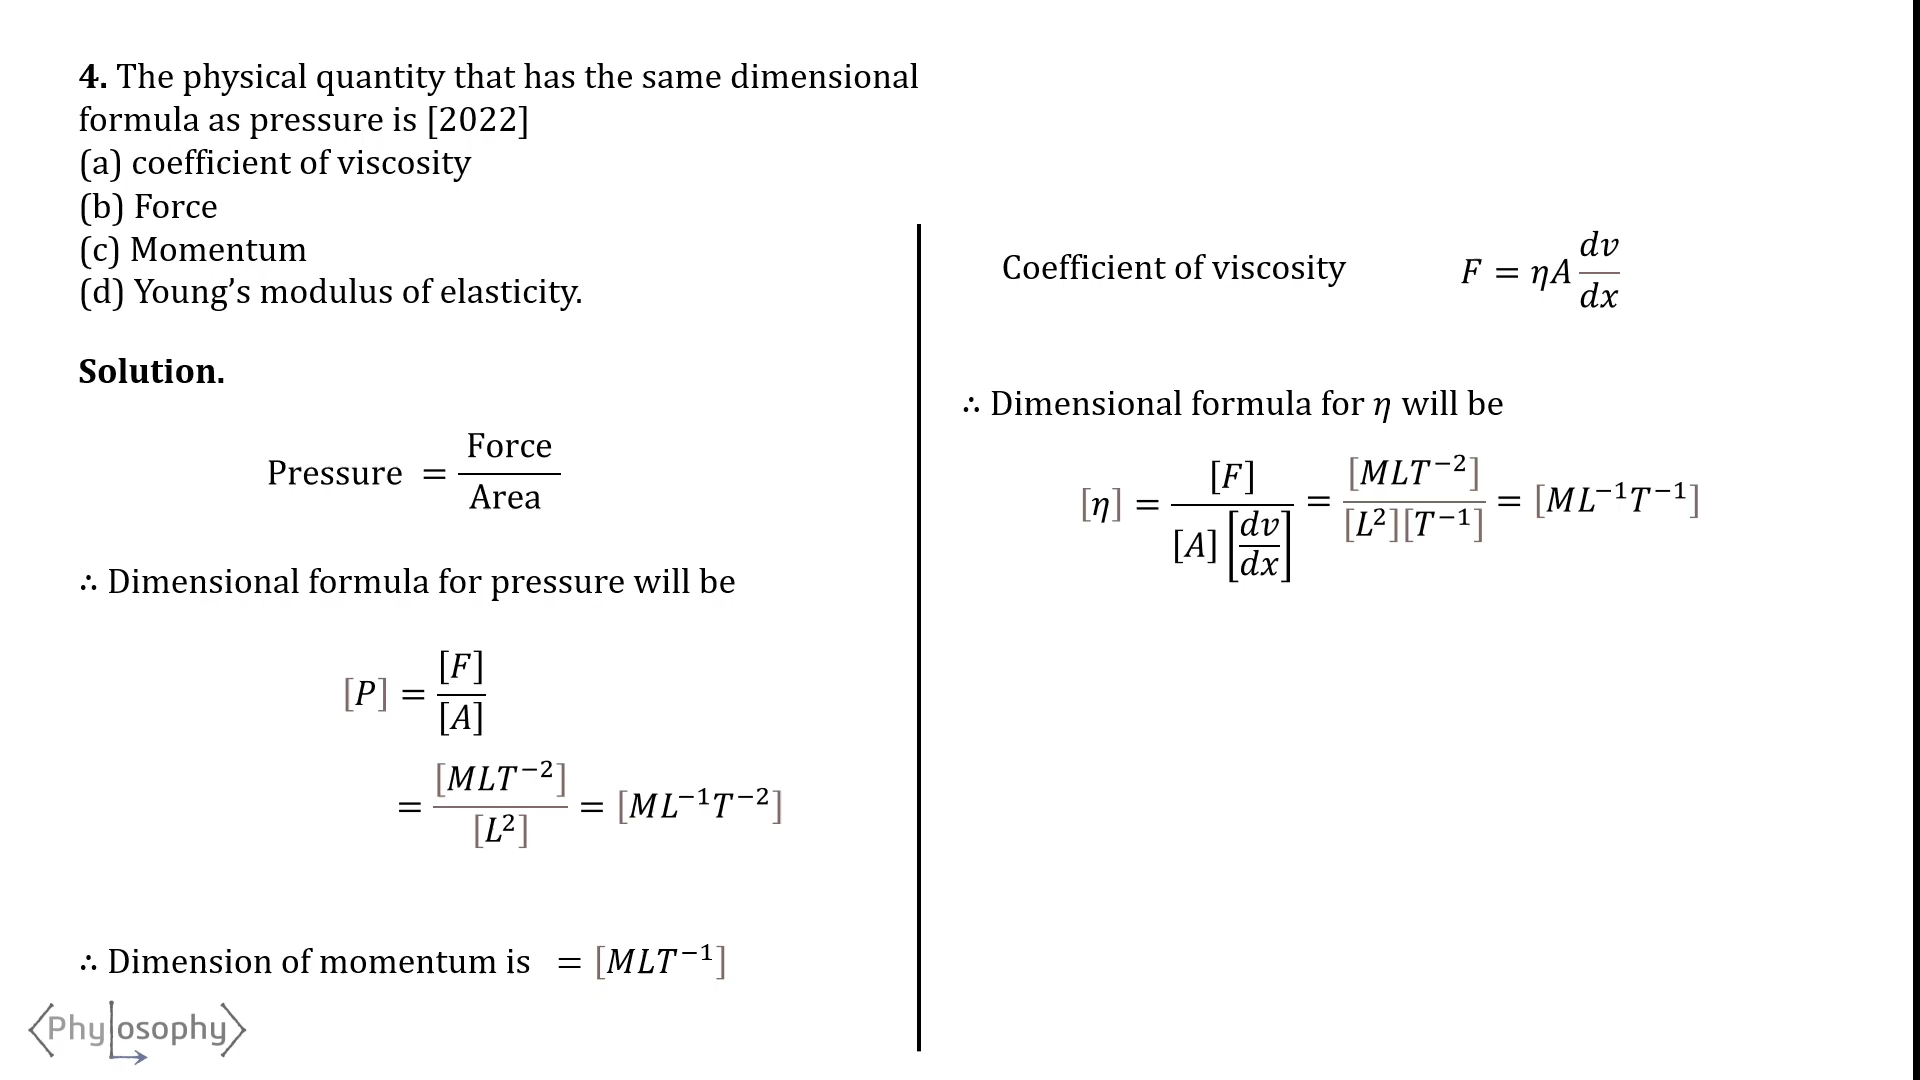 4. The physical quantity that has the same dimensional
formula as pressure is [2022]
(a) coefficient of viscosity
(b) Force
(c) Momentum
(d) Young’s modulus of elasticity.
Solution.
Pressure = Force / Area
∴ Dimensional formula for pressure will be
[P] = [F] / [A]
= [MLT⁻²] / [L²] = [ML⁻¹T⁻²]
∴ Dimension of momentum is = [MLT⁻¹]
Coefficient of viscosity F = ηA dv/dx
∴ Dimensional formula for η will be
[η] = [F] / [A][dv/dx] = [MLT⁻²] / [L²][T⁻¹] = [ML⁻¹T⁻¹]
Phylosophy